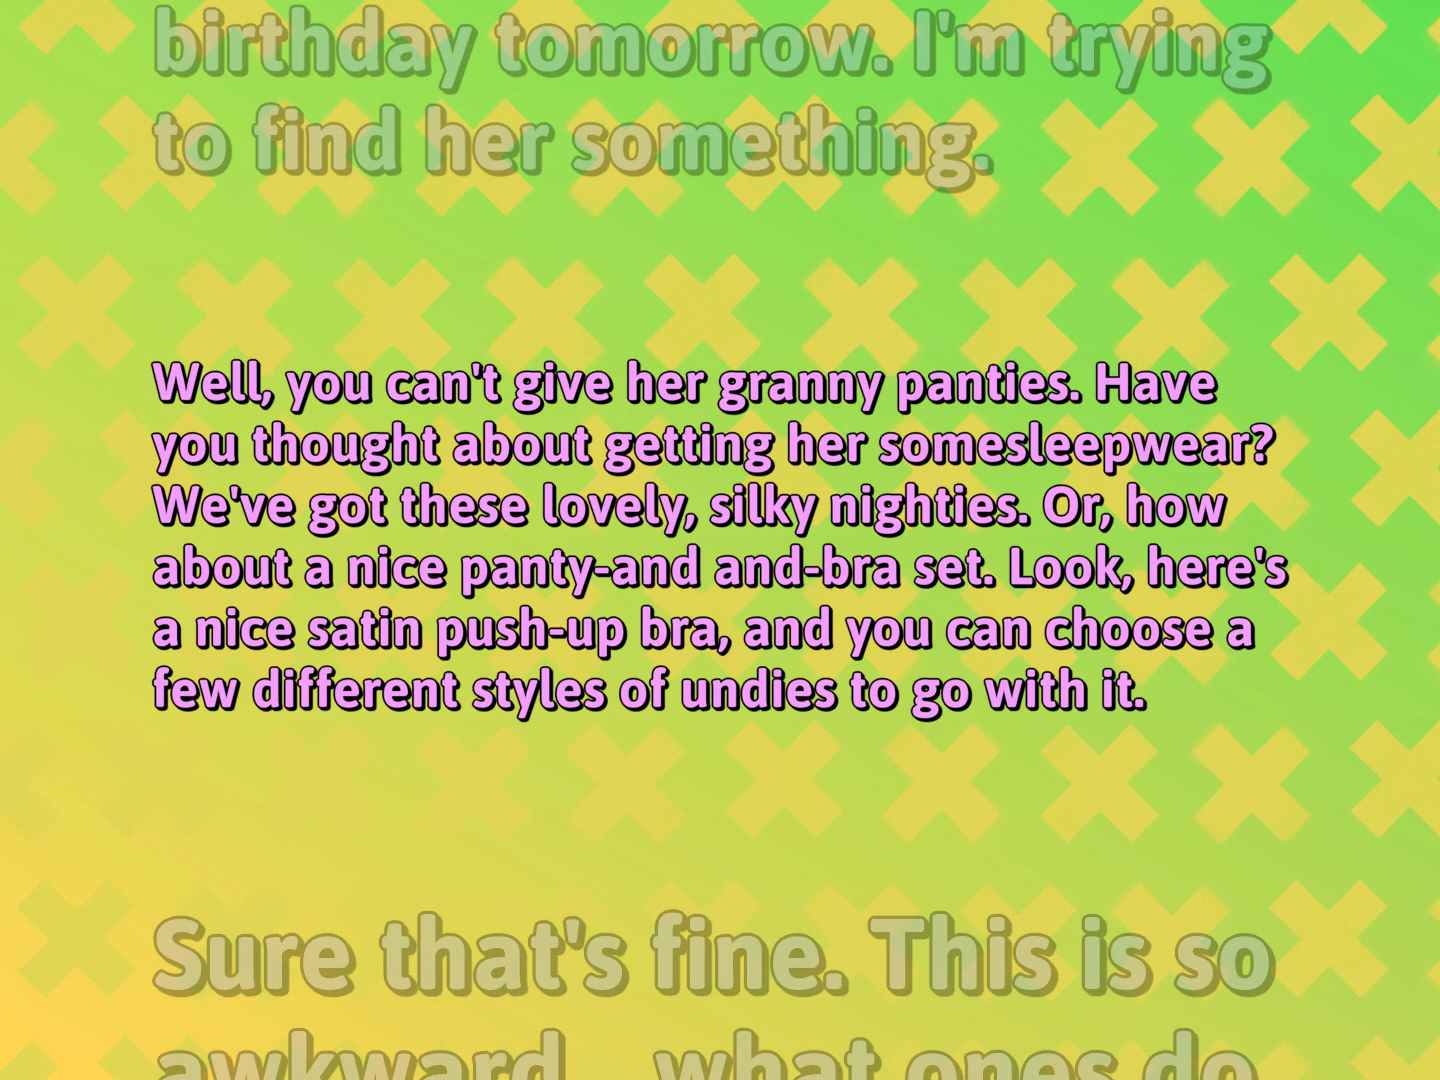 birthday tomorrow. I'm trying
to find her something.
Well, you can't give her granny panties. Have
you thought about getting her somesleepwear?
We've got these lovely, silky nighties. Or, how
about a nice panty-and and-bra set. Look, here's
a nice satin push-up bra, and you can choose a
few different styles of undies to go with it.
Sure that's fine. This is so
awkward... what ones do